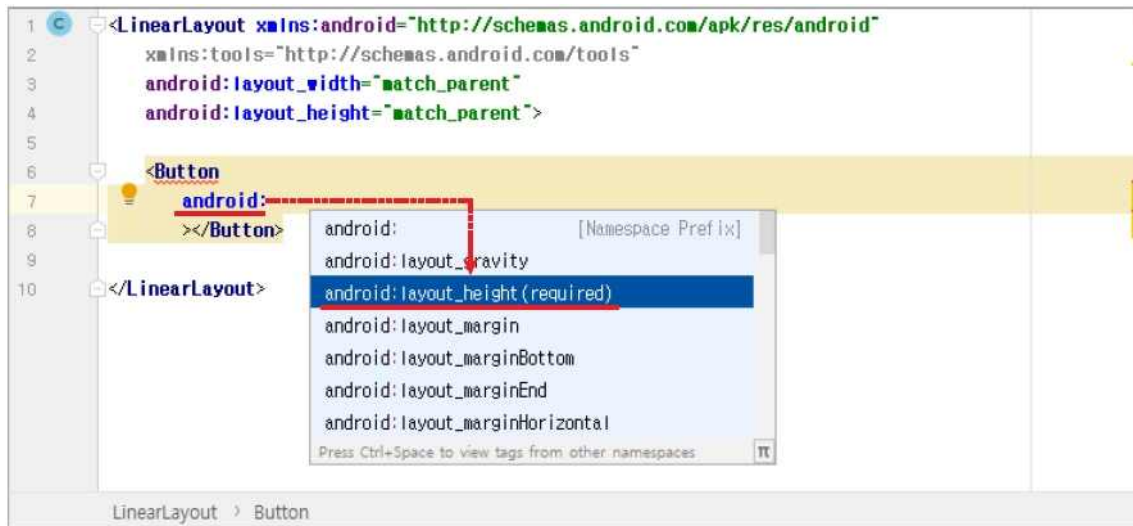 1 C <LinearLayout xmlns:android="http://schemas.android.com/apk/res/android"
2 xmlns:tools="http://schemas.android.com/tools"
3 android:layout_width="match_parent"
4 android:layout_height="match_parent">
5
6 <Button
7 android:
8 ></Button>
9
10 </LinearLayout>
android: [Namespace Prefix]
android:layout_gravity
android:layout_height(required)
android:layout_margin
android:layout_marginBottom
android:layout_marginEnd
android:layout_marginHorizontal
Press Ctrl+Space to view tags from other namespaces π
LinearLayout › Button